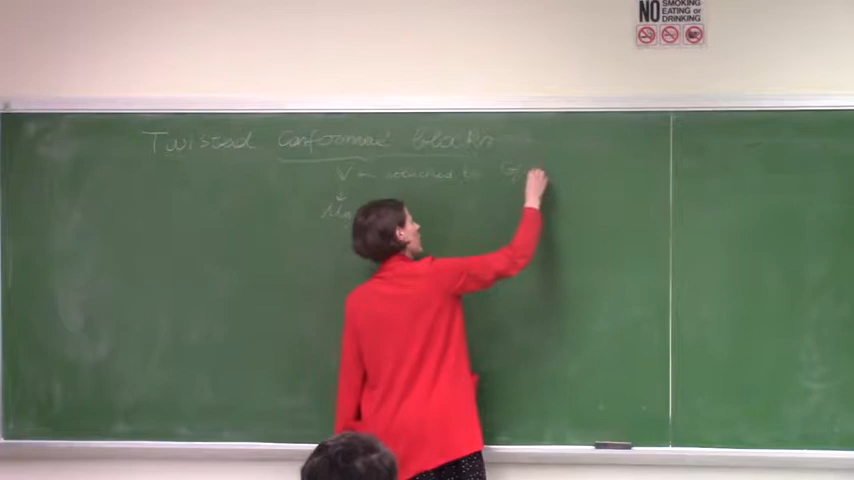 NO SMOKING
EATING or
DRINKING
Twisted conformal blocks
V attached to G